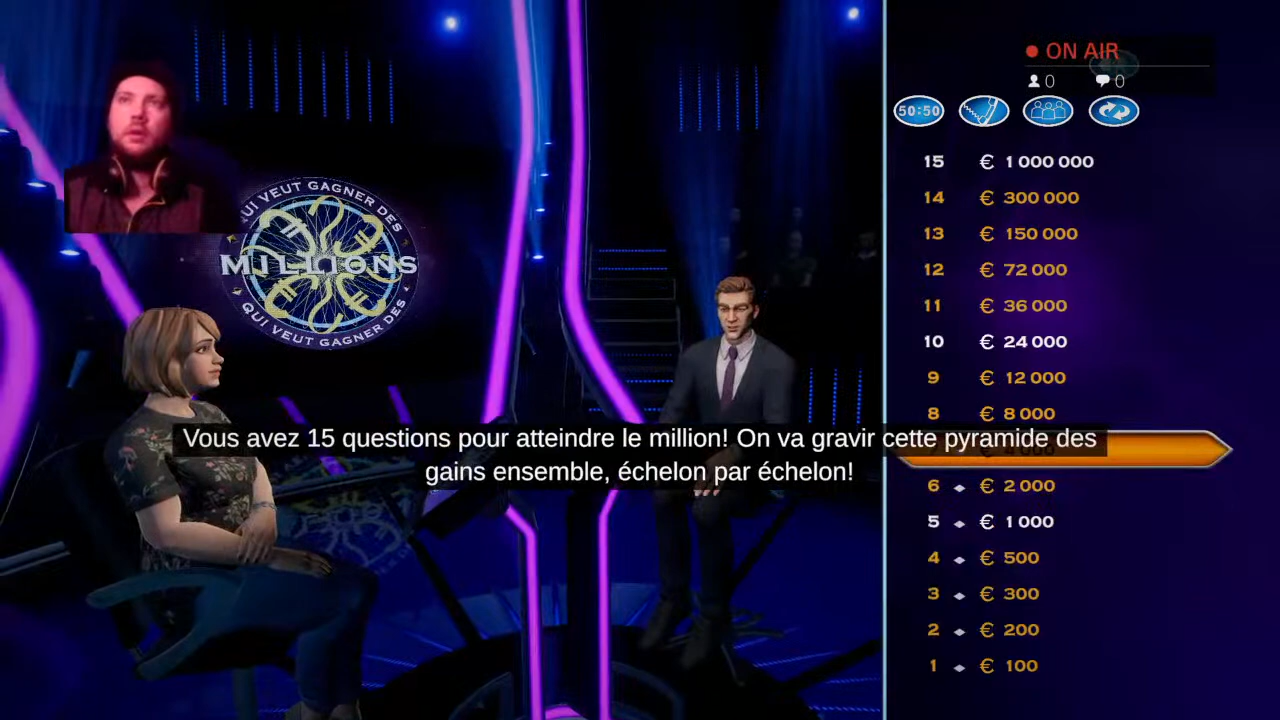 ON AIR
0 0
50:50
15 € 1 000 000
14 € 300 000
13 € 150 000
12 € 72 000
11 € 36 000
10 € 24 000
9 € 12 000
8 € 8 000
6 € 2 000
5 € 1 000
4 € 500
3 € 300
2 € 200
1 € 100
QUI VEUT GAGNER DES
MILLIONS
QUI VEUT GAGNER DES
Vous avez 15 questions pour atteindre le million! On va gravir cette pyramide des
gains ensemble, échelon par échelon!